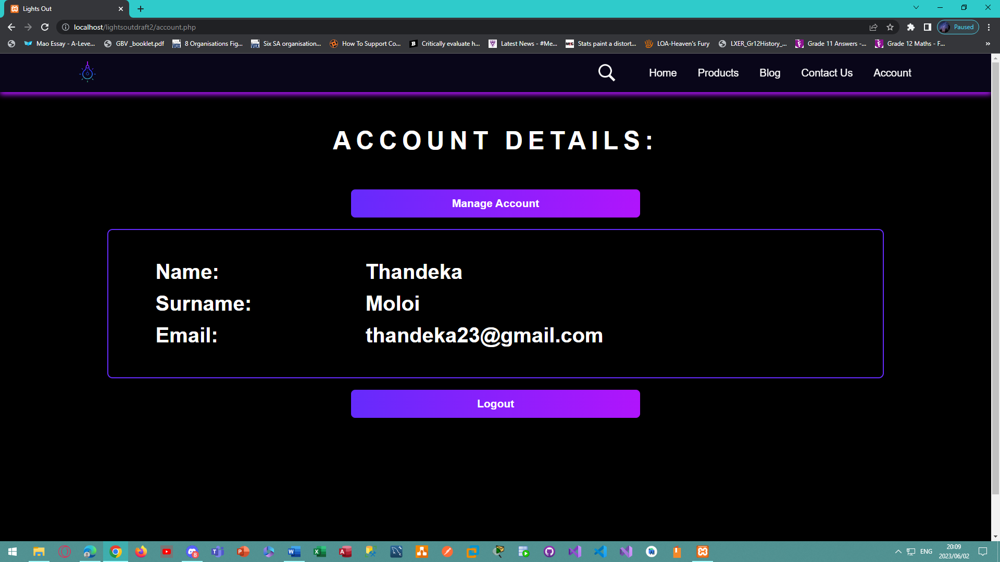 Lights Out
localhost/lightsoutdraft2/account.php
Paused
Mao Essay - A-Leve... GBV _booklet.pdf 8 Organisations Fig... Six SA organisation... How To Support Co... Critically evaluate h... Latest News - #Me... Stats paint a distort... LOA-Heaven's Fury LXER_Gr12History_... Grade 11 Answers -... Grade 12 Maths - F... »
Home Products Blog Contact Us Account
ACCOUNT DETAILS:
Manage Account
Name: Thandeka
Surname: Moloi
Email: thandeka23@gmail.com
Logout
ENG
20:09
2023/06/02